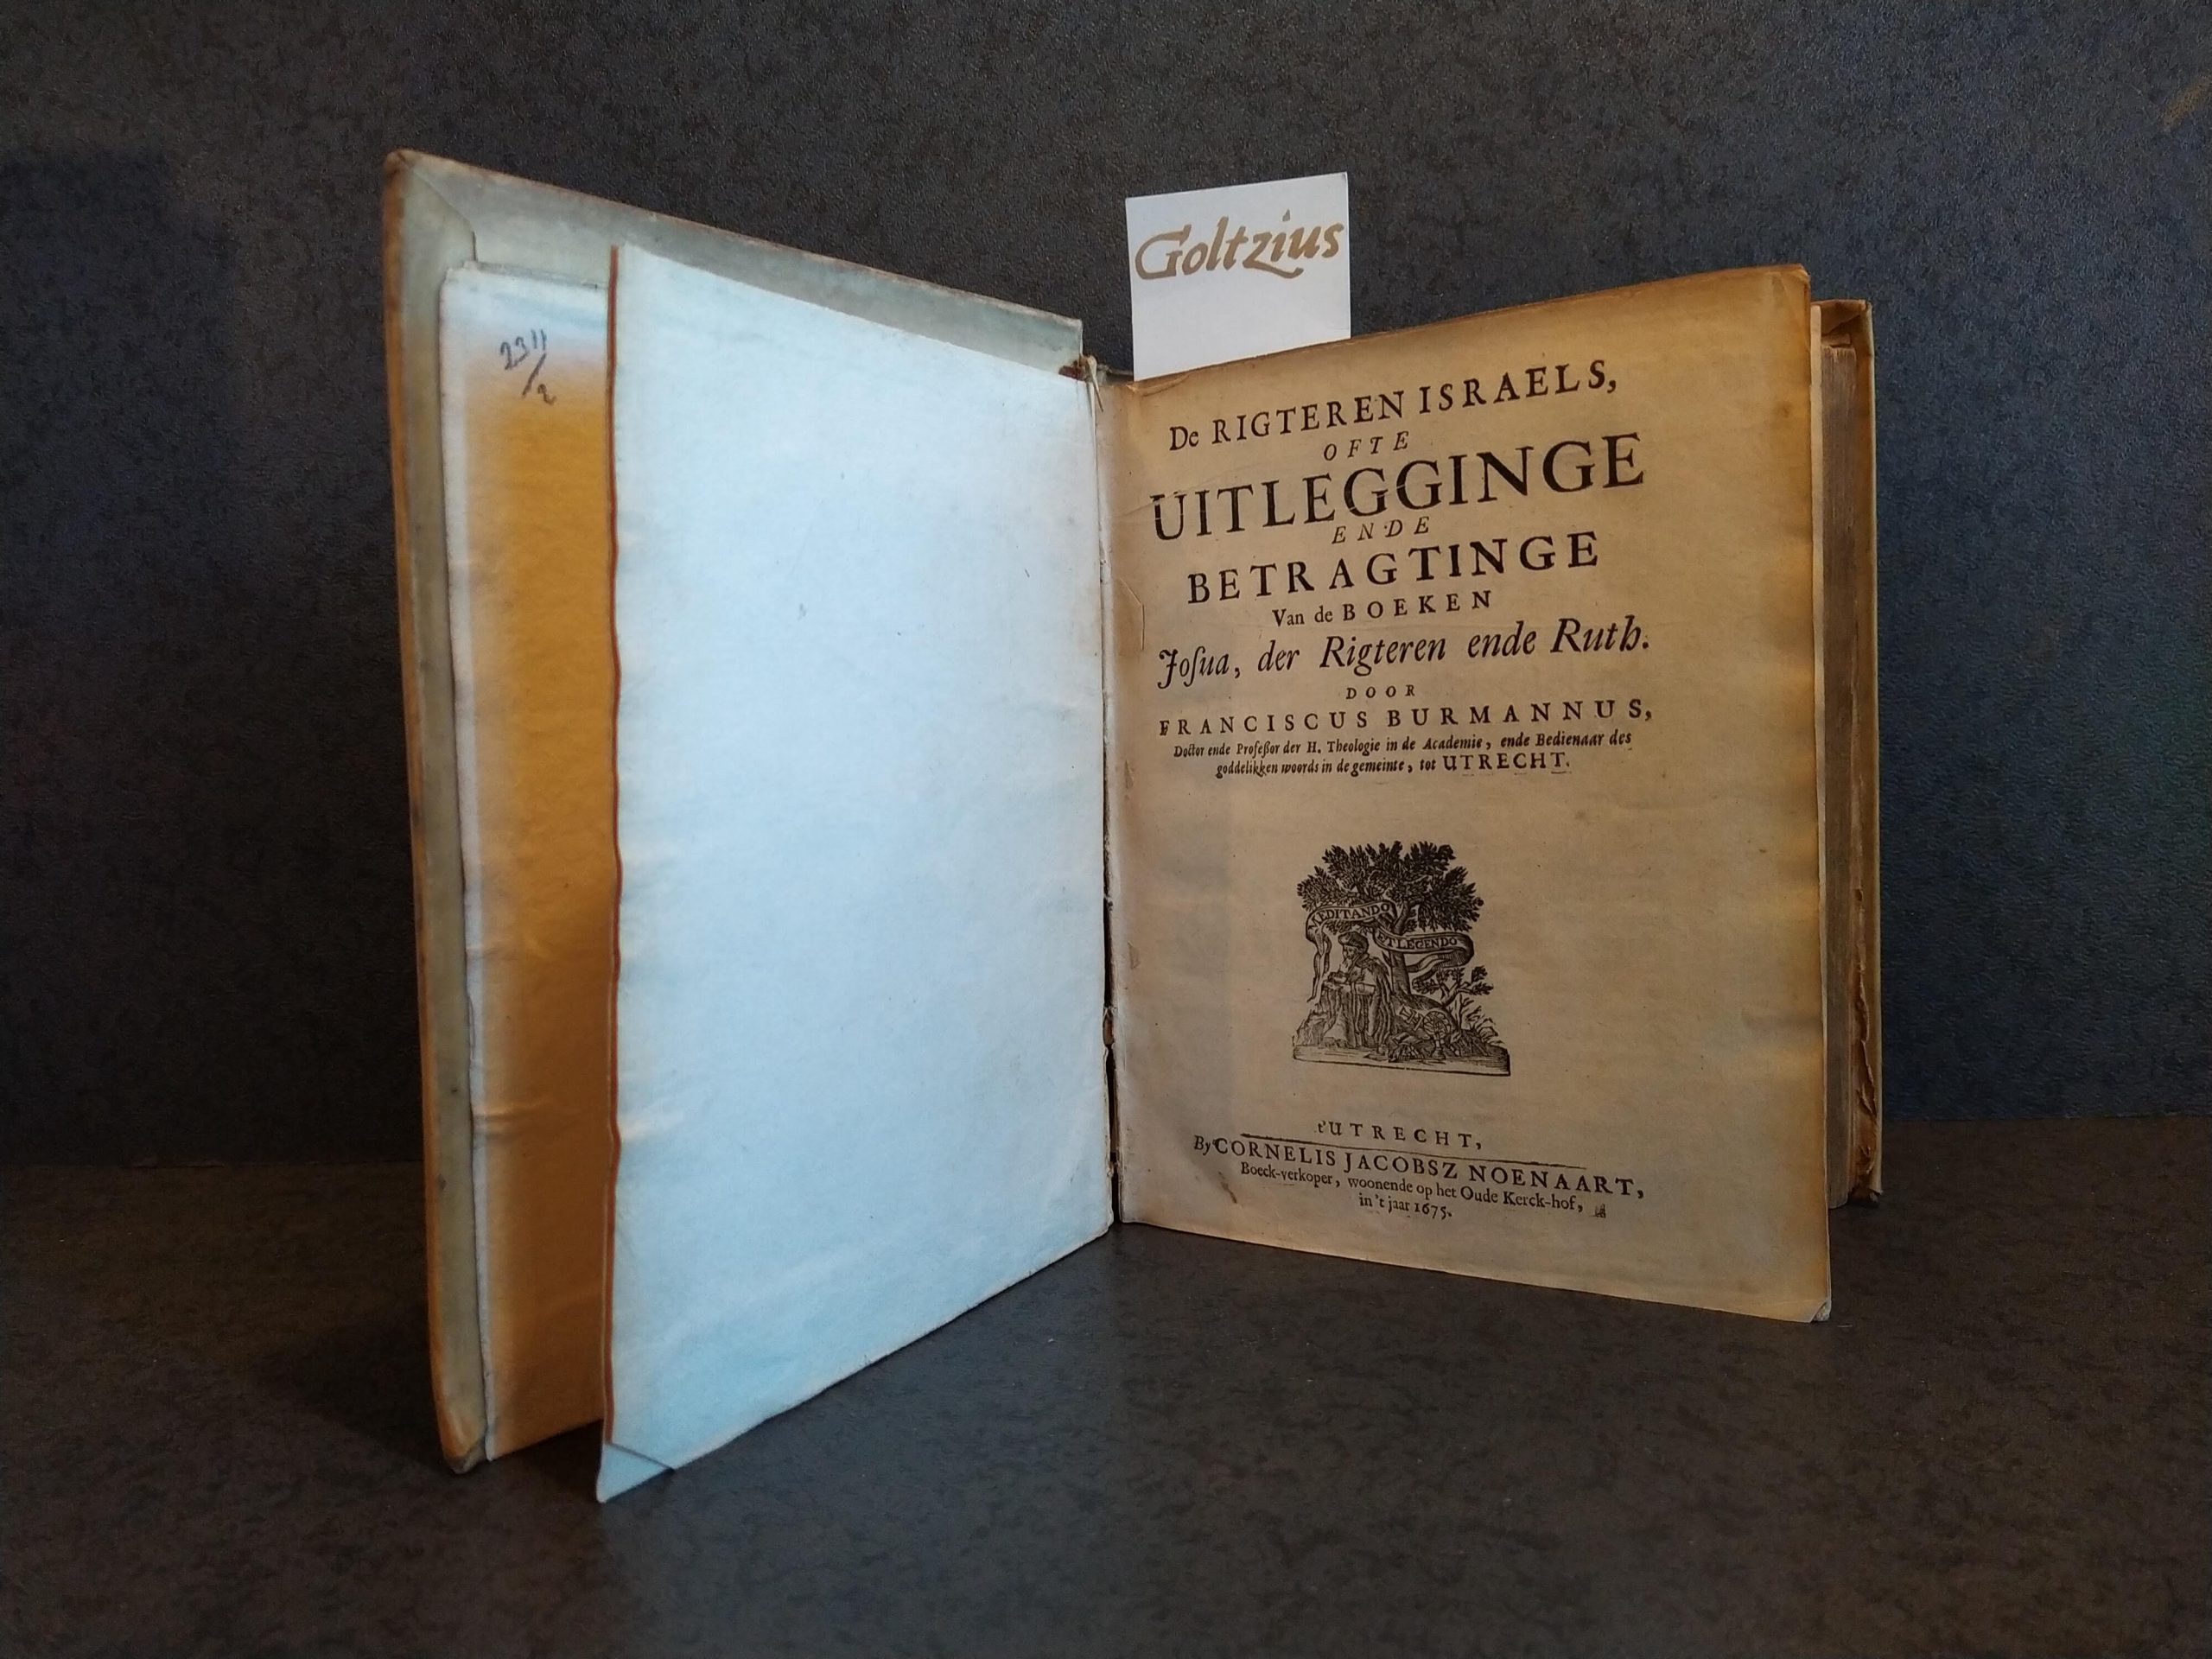 Goltzius
23 11/2
De RIGTEREN ISRAELS,
OFTE
UITLEGGINGE
ENDE
BETRAGTINGE
Van de BOEKEN
Joſua, der Rigteren ende Ruth.
DOOR
FRANCISCUS BURMANNUS,
Doctor ende Profeßor der H. Theologie in de Academie, ende Bedienaar des
goddelikken woords in de gemeinte, tot UTRECHT.
MEDITANDO
ET LEGENDO
t'UTRECHT,
By CORNELIS JACOBSZ NOENAART,
Boeck-verkoper, woonende op het Oude Kerck-hof,
in 't jaar 1675.